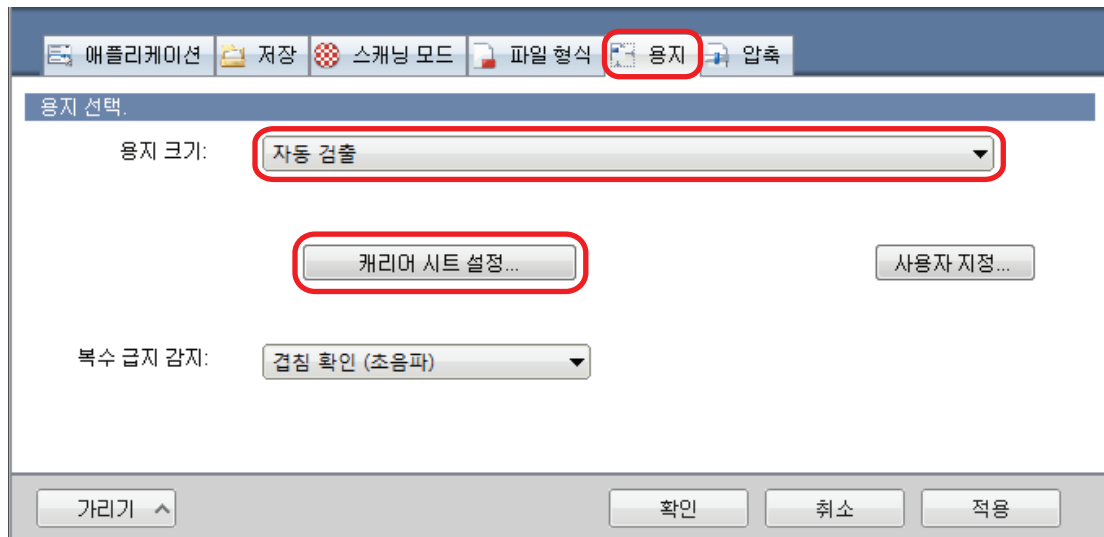 애플리케이션 저장 스캐닝 모드 파일 형식 용지 압축
용지 선택.
용지 크기: 자동 검출
캐리어 시트 설정... 사용자 지정...
복수 급지 감지: 겹침 확인 (초음파)
가리기 확인 취소 적용